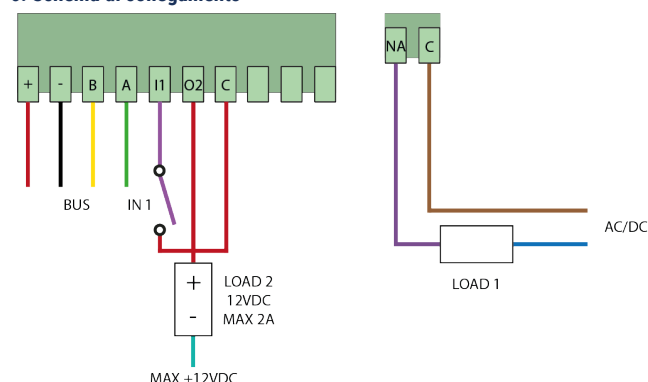 + - B A I1 O2 C
NA C
BUS
IN 1
AC/DC
+
-
LOAD 2
12VDC
MAX 2A
LOAD 1
MAX +12VDC